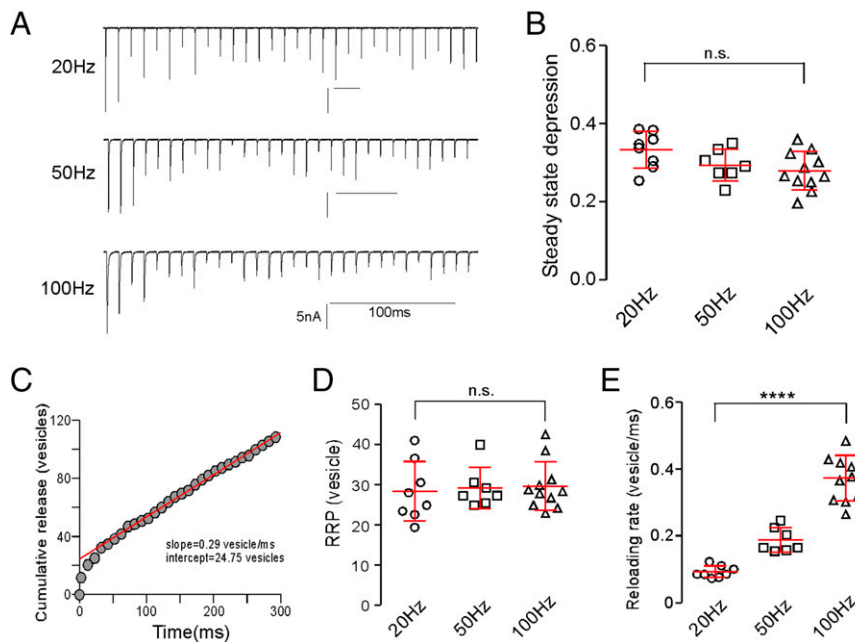 A
20Hz
50Hz
100Hz
5nA
100ms
B
n.s.
Steady state depression
0.6
0.4
0.2
0.0
20Hz
50Hz
100Hz
C
Cumulative release (vesicles)
120
80
40
0
slope=0.29 vesicle/ms
intercept=24.75 vesicles
0 100 200 300
Time(ms)
D
n.s.
RRP (vesicle)
50
40
30
20
10
0
20Hz
50Hz
100Hz
E
****
Reloading rate (vesicle/ms)
0.6
0.4
0.2
0.0
20Hz
50Hz
100Hz